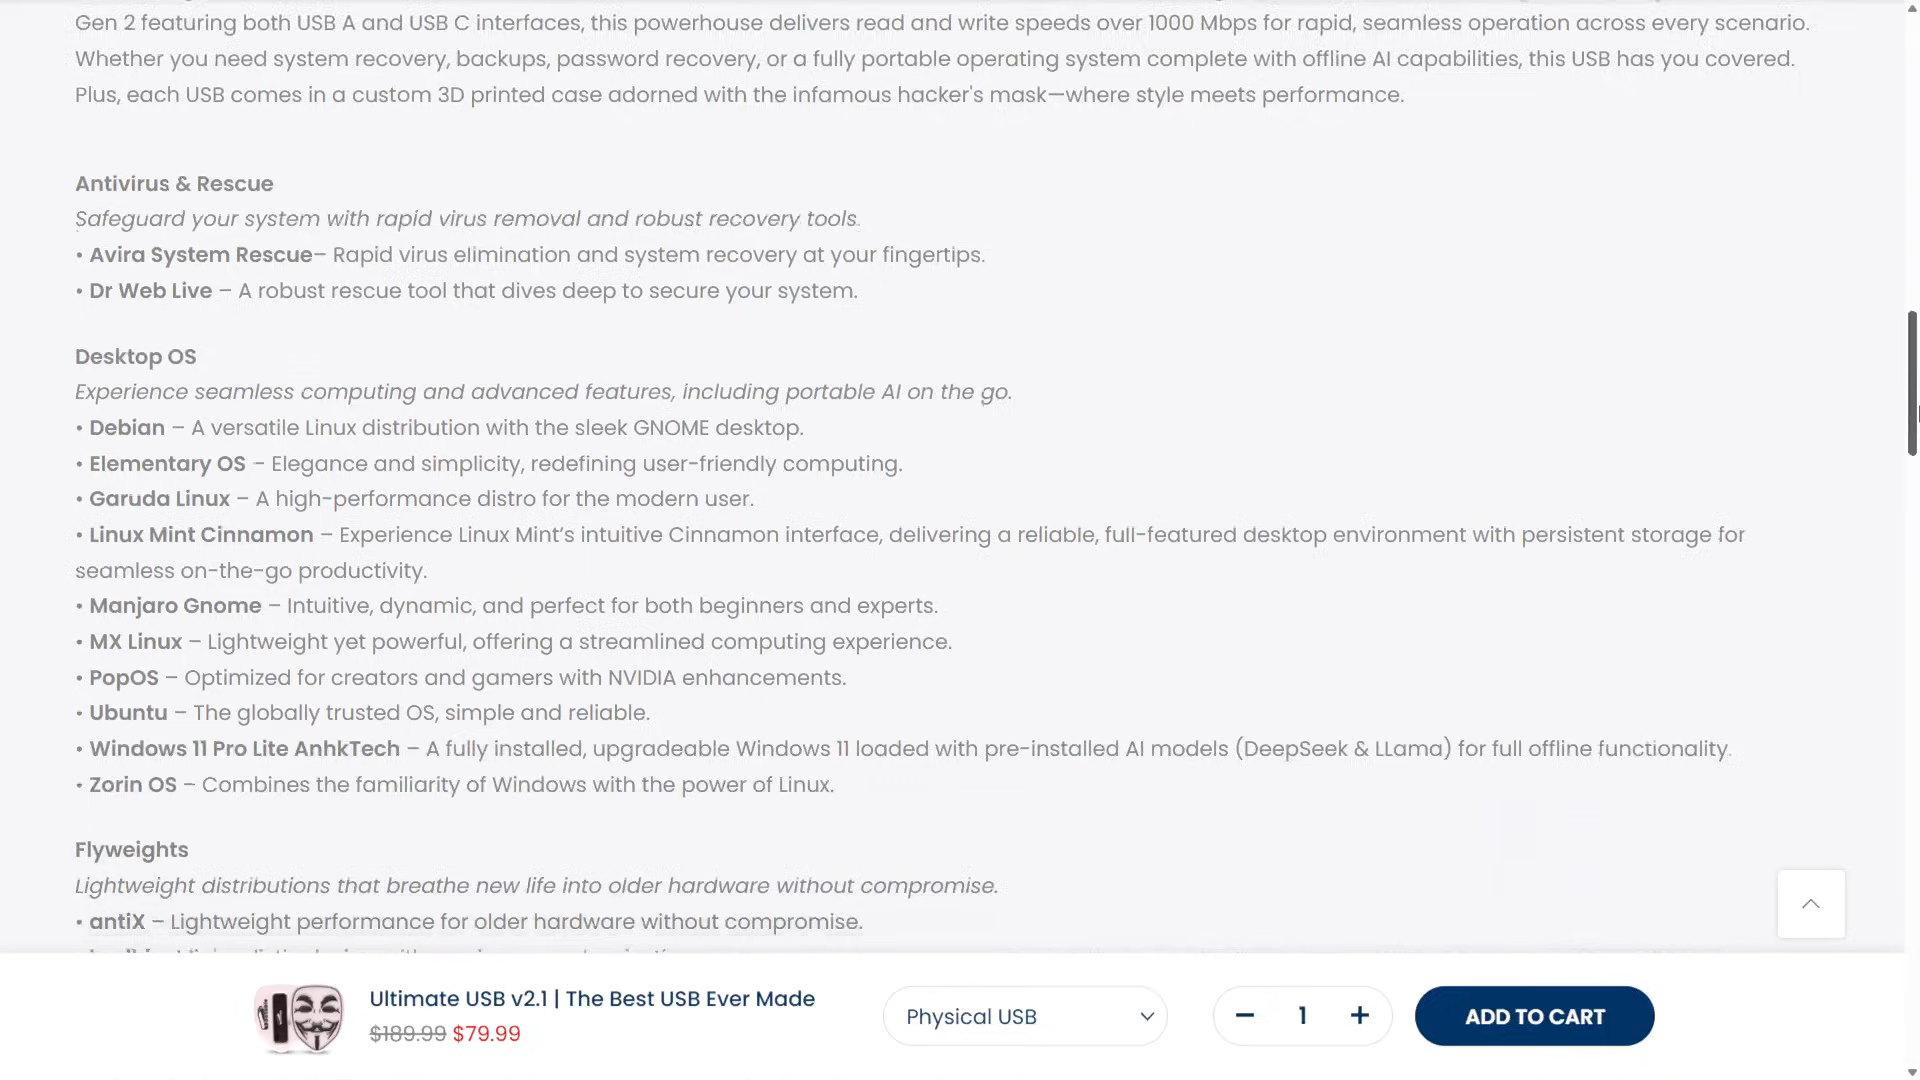 Gen 2 featuring both USB A and USB C interfaces, this powerhouse delivers read and write speeds over 1000 Mbps for rapid, seamless operation across every scenario.
Whether you need system recovery, backups, password recovery, or a fully portable operating system complete with offline AI capabilities, this USB has you covered.
Plus, each USB comes in a custom 3D printed case adorned with the infamous hacker's mask—where style meets performance.
Antivirus & Rescue
Safeguard your system with rapid virus removal and robust recovery tools.
• Avira System Rescue– Rapid virus elimination and system recovery at your fingertips.
• Dr Web Live – A robust rescue tool that dives deep to secure your system.
Desktop OS
Experience seamless computing and advanced features, including portable AI on the go.
• Debian – A versatile Linux distribution with the sleek GNOME desktop.
• Elementary OS – Elegance and simplicity, redefining user-friendly computing.
• Garuda Linux – A high-performance distro for the modern user.
• Linux Mint Cinnamon – Experience Linux Mint’s intuitive Cinnamon interface, delivering a reliable, full-featured desktop environment with persistent storage for
seamless on-the-go productivity.
• Manjaro Gnome – Intuitive, dynamic, and perfect for both beginners and experts.
• MX Linux – Lightweight yet powerful, offering a streamlined computing experience.
• PopOS – Optimized for creators and gamers with NVIDIA enhancements.
• Ubuntu – The globally trusted OS, simple and reliable.
• Windows 11 Pro Lite AnhkTech – A fully installed, upgradeable Windows 11 loaded with pre-installed AI models (DeepSeek & LLama) for full offline functionality.
• Zorin OS – Combines the familiarity of Windows with the power of Linux.
Flyweights
Lightweight distributions that breathe new life into older hardware without compromise.
• antiX – Lightweight performance for older hardware without compromise.
Ultimate USB v2.1 | The Best USB Ever Made
$189.99 $79.99
Physical USB
1
ADD TO CART